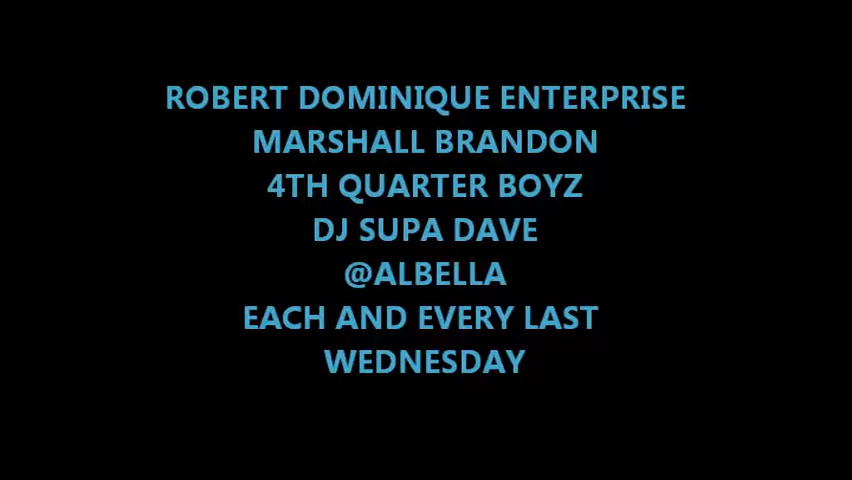 ROBERT DOMINIQUE ENTERPRISE
MARSHALL BRANDON
4TH QUARTER BOYZ
DJ SUPA DAVE
@ALBELLA
EACH AND EVERY LAST
WEDNESDAY